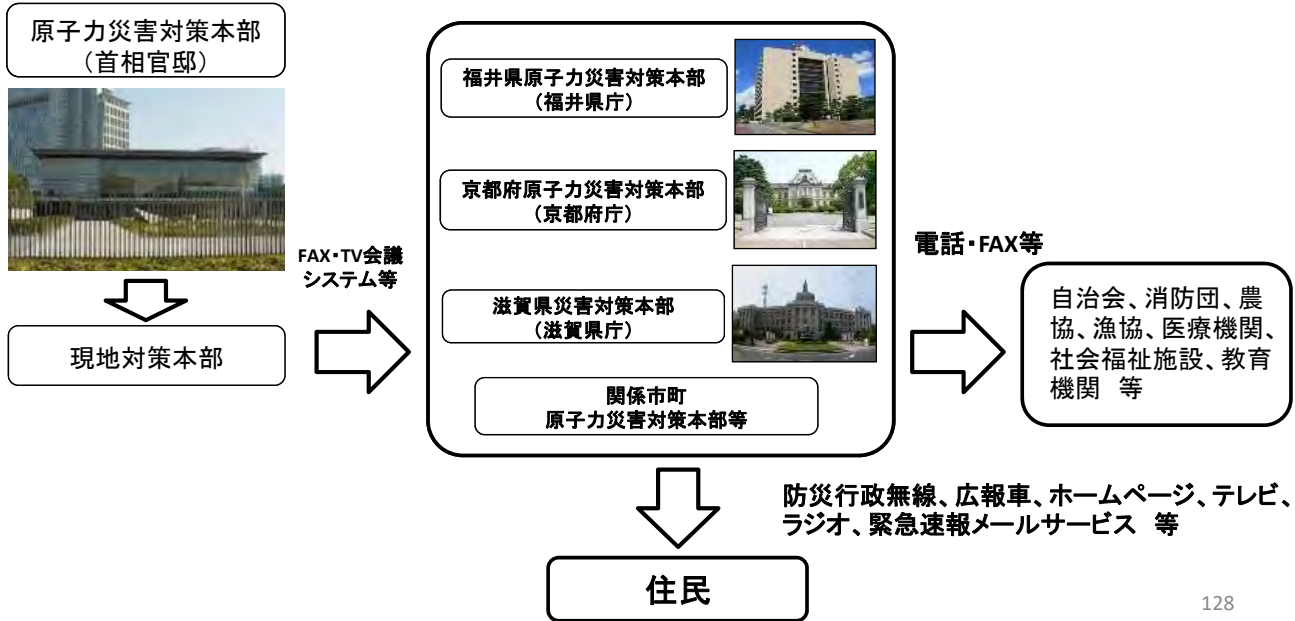 原子力災害対策本部
（首相官邸）
現地対策本部
FAX・TV会議
システム等
福井県原子力災害対策本部
（福井県庁）
京都府原子力災害対策本部
（京都府庁）
滋賀県災害対策本部
（滋賀県庁）
関係市町
原子力災害対策本部等
電話・FAX等
自治会、消防団、農
協、漁協、医療機関、
社会福祉施設、教育
機関　等
防災行政無線、広報車、ホームページ、テレビ、
ラジオ、緊急速報メールサービス　等
住民
128